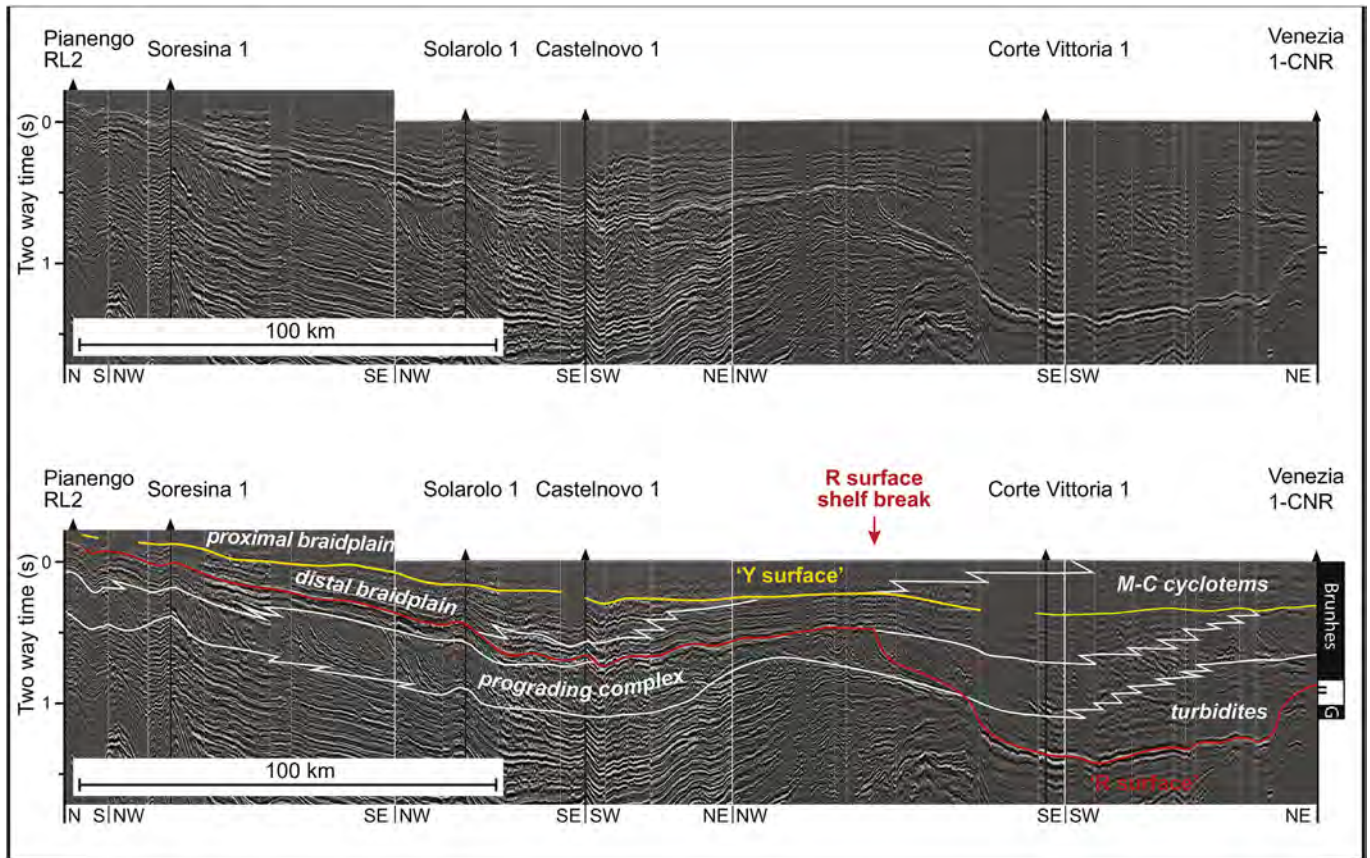 Pianengo
RL2
Soresina 1
Solarolo 1
Castelnovo 1
Corte Vittoria 1
Venezia
1-CNR
Two way time (s)
0
1
100 km
N
S
NW
SE
NW
SE
SW
NE
NW
SE
SW
NE
Pianengo
RL2
Soresina 1
Solarolo 1
Castelnovo 1
R surface
shelf break
Corte Vittoria 1
Venezia
1-CNR
Two way time (s)
0
1
proximal braidplain
distal braidplain
'Y surface'
M-C cyclotems
prograding complex
turbidites
'R surface'
Brunhes
G
100 km
N
S
NW
SE
NW
SE
SW
NE
NW
SE
SW
NE